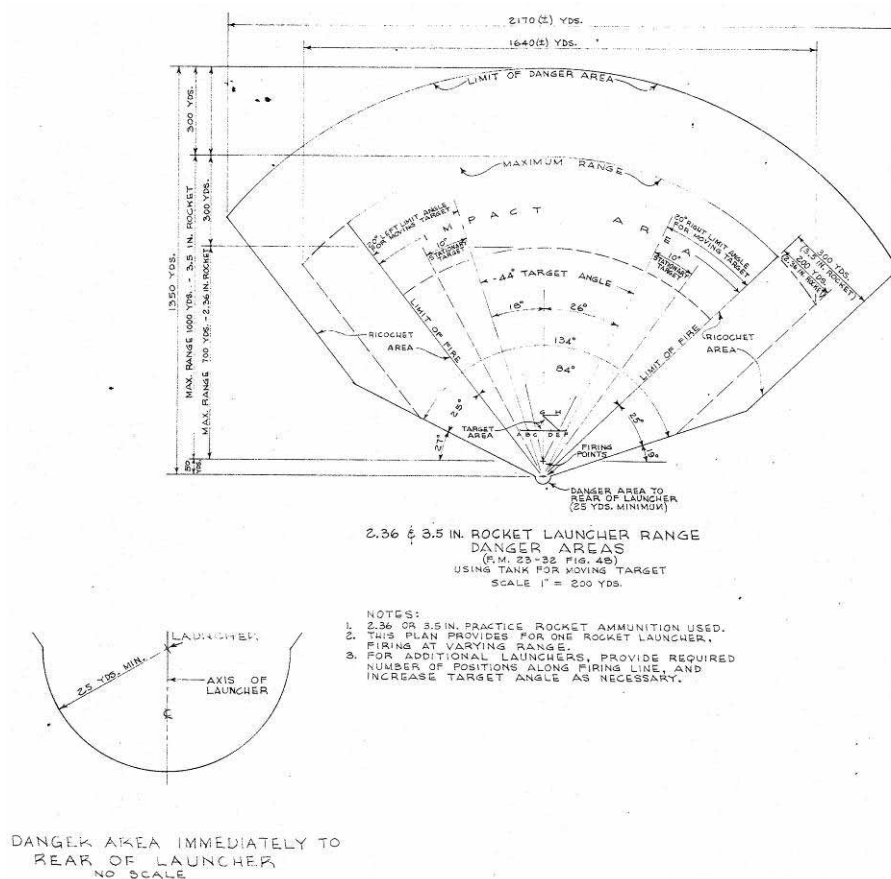 2170 (±) YDS.
1640 (±) YDS.
LIMIT OF DANGER AREA
300 YDS.
MAXIMUM RANGE
300 YDS.
1350 YDS.
MAX. RANGE 1000 YDS. - 3.5 IN. ROCKET
MAX. RANGE 700 YDS. - 2.36 IN. ROCKET
50 YDS.
IMPACT AREA
20° LEFT LIMIT ANGLE
FOR MOVING TARGET
10°
STATIONARY
TARGET
20° RIGHT LIMIT ANGLE
FOR MOVING TARGET
10°
STATIONARY
TARGET
300 YDS.
(3.5 IN. ROCKET)
200 YDS.
(2.36 IN. ROCKET)
44° TARGET ANGLE
18°
26°
LIMIT OF FIRE
LIMIT OF FIRE
RICOCHET
AREA
RICOCHET
AREA
134°
84°
25°
25°
27°
19°
TARGET
AREA
G H
A B C D E F
FIRING
POINTS
DANGER AREA TO
REAR OF LAUNCHER
(25 YDS. MINIMUM)
2.36 & 3.5 IN. ROCKET LAUNCHER RANGE
DANGER AREAS
(F.M. 23-32 FIG. 48)
USING TANK FOR MOVING TARGET
SCALE 1" = 200 YDS.
NOTES:
1. 2.36 OR 3.5 IN. PRACTICE ROCKET AMMUNITION USED.
2. THIS PLAN PROVIDES FOR ONE ROCKET LAUNCHER,
FIRING AT VARYING RANGE.
3. FOR ADDITIONAL LAUNCHERS, PROVIDE REQUIRED
NUMBER OF POSITIONS ALONG FIRING LINE, AND
INCREASE TARGET ANGLE AS NECESSARY.
LAUNCHER
25 YDS. MIN.
AXIS OF
LAUNCHER
℄
DANGER AREA IMMEDIATELY TO
REAR OF LAUNCHER
NO SCALE